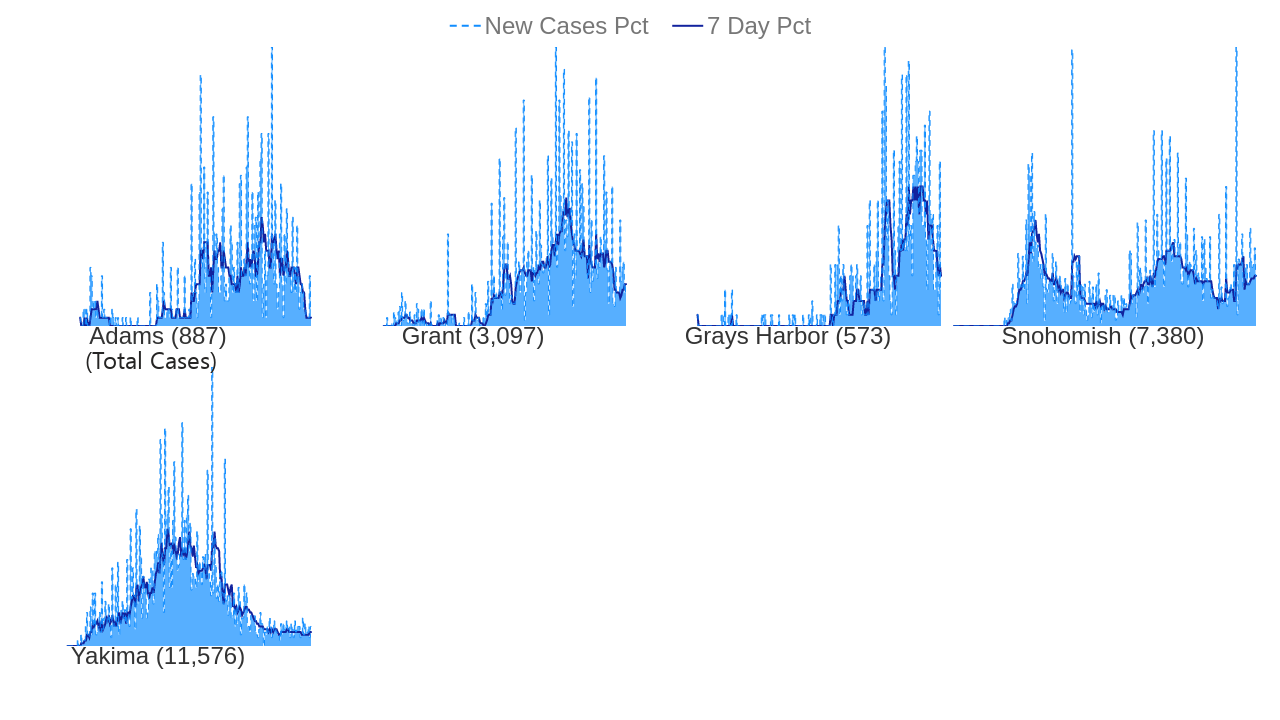 New Cases Pct 7 Day Pct
Adams (887) Grant (3,097) Grays Harbor (573) Snohomish (7,380)
(Total Cases)
Yakima (11,576)